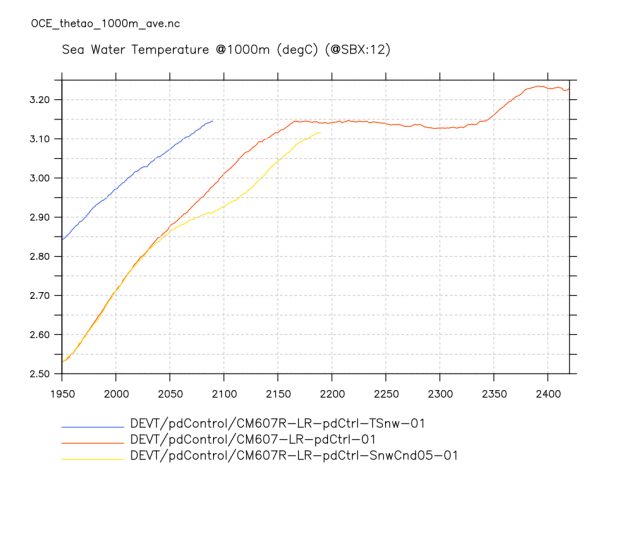 OCE_thetao_1000m_ave.nc
Sea Water Temperature @1000m (degC) (@SBX:12)
3.20
3.10
3.00
2.90
2.80
2.70
2.60
2.50
1950 2000 2050 2100 2150 2200 2250 2300 2350 2400
DEVT/pdControl/CM607R-LR-pdCtrl-TSnw-01
DEVT/pdControl/CM607-LR-pdCtrl-01
DEVT/pdControl/CM607R-LR-pdCtrl-SnwCnd05-01